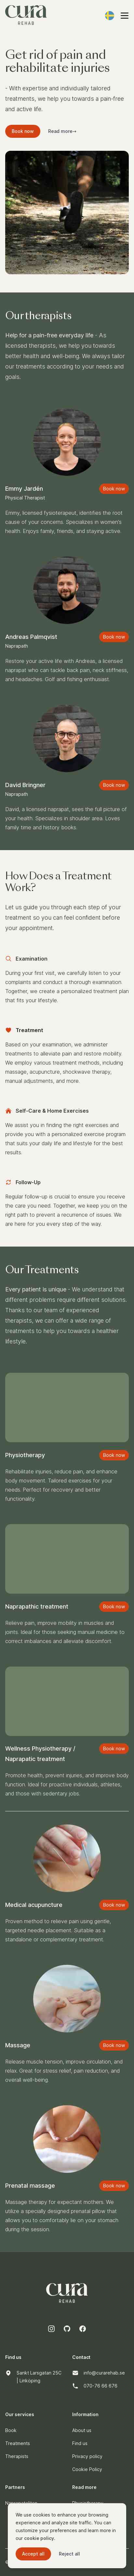 cura
REHAB
Get rid of pain and
rehabilitate injuries
- With expertise and individually tailored
treatments, we help you towards a pain-free
and active life.
Book now
Read more→
Our therapists
Help for a pain-free everyday life - As
licensed therapists, we help you towards
better health and well-being. We always tailor
our treatments according to your needs and
goals.
Emmy Jardén
Book now
Physical Therapist
Emmy, licensed fysioterapeut, identifies the root
cause of your concerns. Specializes in women's
health. Enjoys family, friends, and staying active.
Andreas Palmqvist
Book now
Naprapath
Restore your active life with Andreas, a licensed
naprapat who can tackle back pain, neck stiffness,
and headaches. Golf and fishing enthusiast.
David Bringner
Book now
Naprapath
David, a licensed naprapat, sees the full picture of
your health. Specializes in shoulder area. Loves
family time and history books.
How Does a Treatment
Work?
Let us guide you through each step of your
treatment so you can feel confident before
your appointment.
Examination
During your first visit, we carefully listen to your
complaints and conduct a thorough examination.
Together, we create a personalized treatment plan
that fits your lifestyle.
Treatment
Based on your examination, we administer
treatments to alleviate pain and restore mobility.
We employ various treatment methods, including
massage, acupuncture, shockwave therapy,
manual adjustments, and more.
Self-Care & Home Exercises
We assist you in finding the right exercises and
provide you with a personalized exercise program
that suits your daily life and lifestyle for the best
results.
Follow-Up
Regular follow-up is crucial to ensure you receive
the care you need. Together, we keep you on the
right path to prevent a recurrence of issues. We
are here for you every step of the way.
Our Treatments
Every patient is unique - We understand that
different problems require different solutions.
Thanks to our team of experienced
therapists, we can offer a wide range of
treatments to help you towards a healthier
lifestyle.
Physiotherapy
Book now
Rehabilitate injuries, reduce pain, and enhance
body movement. Tailored exercises for your
needs. Perfect for recovery and better
functionality.
Naprapathic treatment
Book now
Relieve pain, improve mobility in muscles and
joints. Ideal for those seeking manual medicine to
correct imbalances and alleviate discomfort.
Wellness Physiotherapy /
Naprapatic treatment
Book now
Promote health, prevent injuries, and improve body
function. Ideal for proactive individuals, athletes,
and those with sedentary jobs.
Medical acupuncture
Book now
Proven method to relieve pain using gentle,
targeted needle placement. Suitable as a
standalone or complementary treatment.
Massage
Book now
Release muscle tension, improve circulation, and
relax. Great for stress relief, pain reduction, and
overall well-being.
Prenatal massage
Book now
Massage therapy for expectant mothers. We
utilize a specially designed prenatal pillow that
allows you to comfortably lie on your stomach
during the session.
cura
REHAB
Find us
Contact
Sankt Larsgatan 25C
| Linköping
info@curarehab.se
070-76 86 676
Our services
Information
Book
About us
Treatments
Find us
Therapists
Privacy policy
Cookie Policy
Partners
Read more
We use cookies to enhance your browsing
experience and analyze site traffic. You can
customize your preferences and learn more in
our cookie policy.
Accept all
Reject all